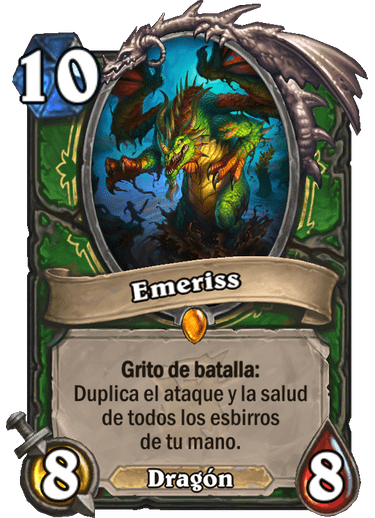 10
Emeriss
Grito de batalla:
Duplica el ataque y la salud
de todos los esbirros
de tu mano.
8
Dragón
8